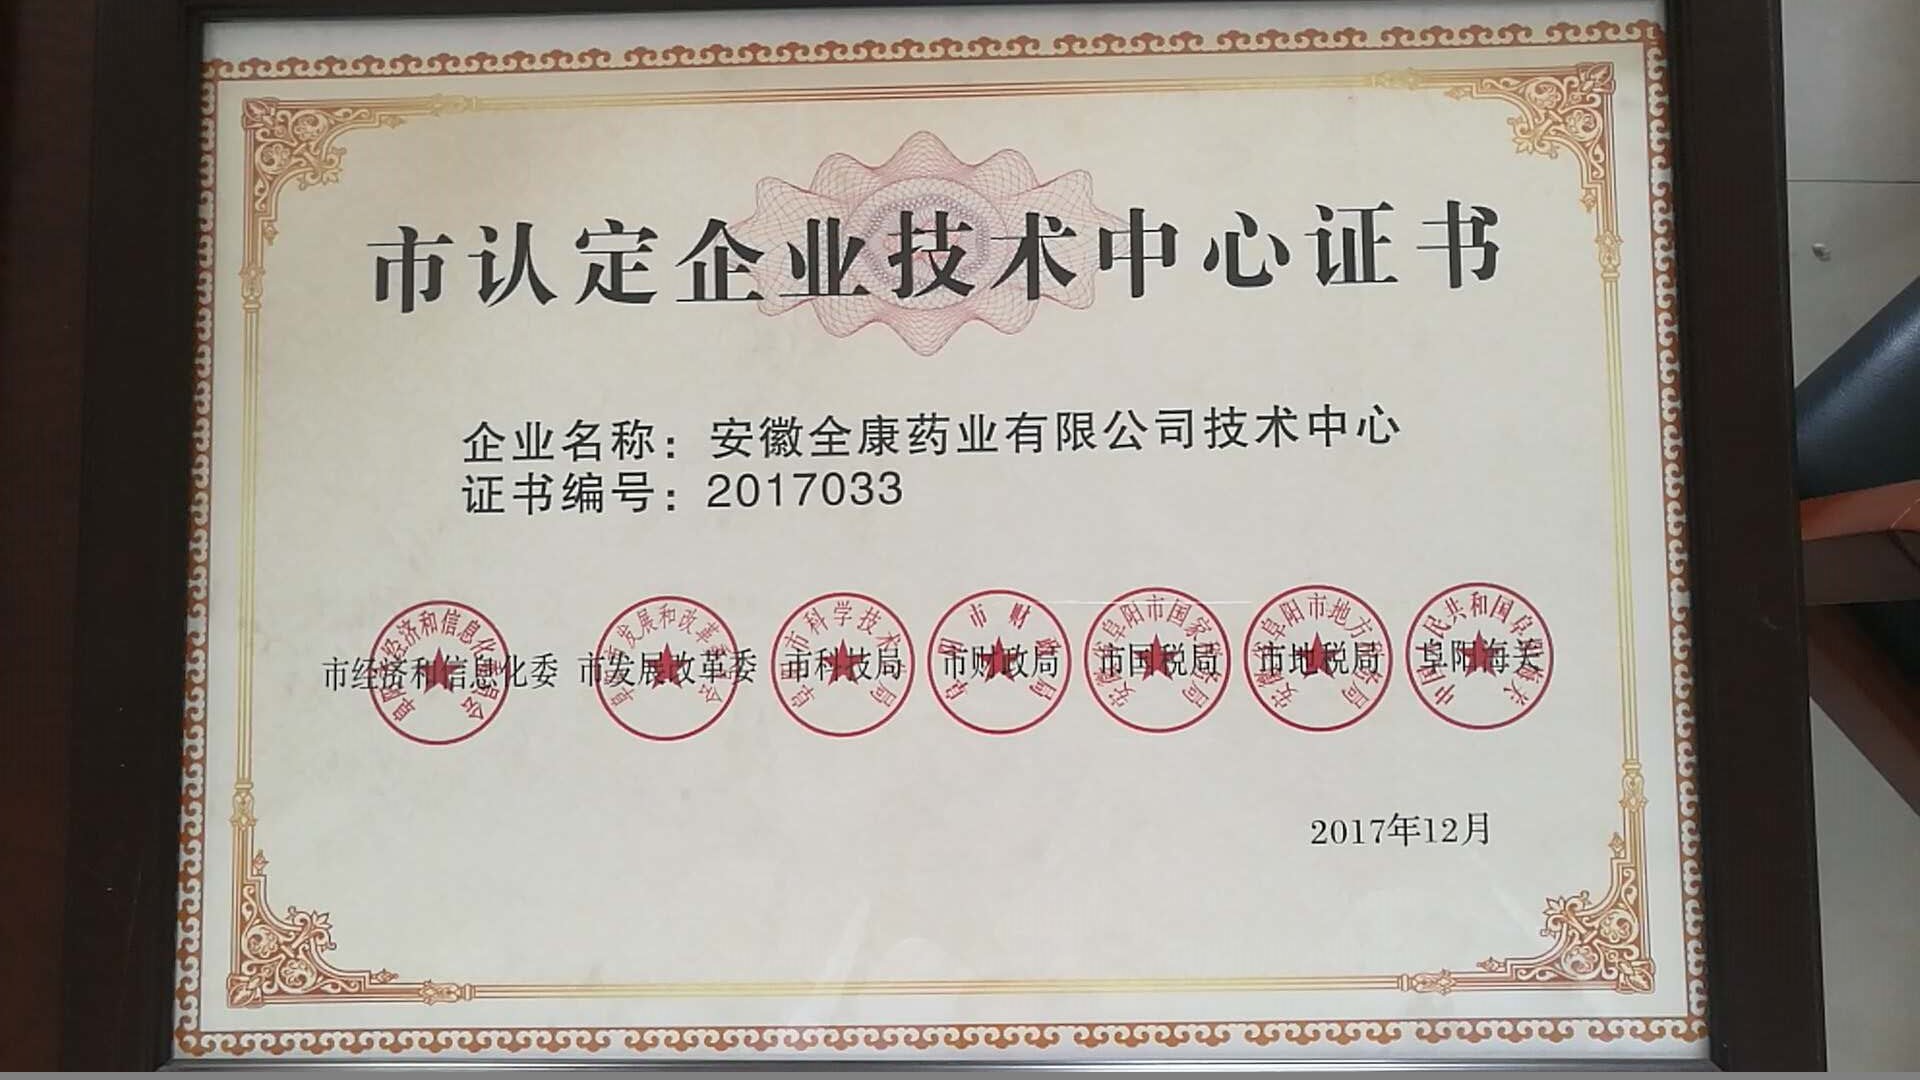 市认定企业技术中心证书
企业名称：安徽全康药业有限公司技术中心
证书编号：2017033
市经济和信息化委 市发展改革委 市科技局 市财政局 市国税局 市地税局 阜阳海关
2017年12月